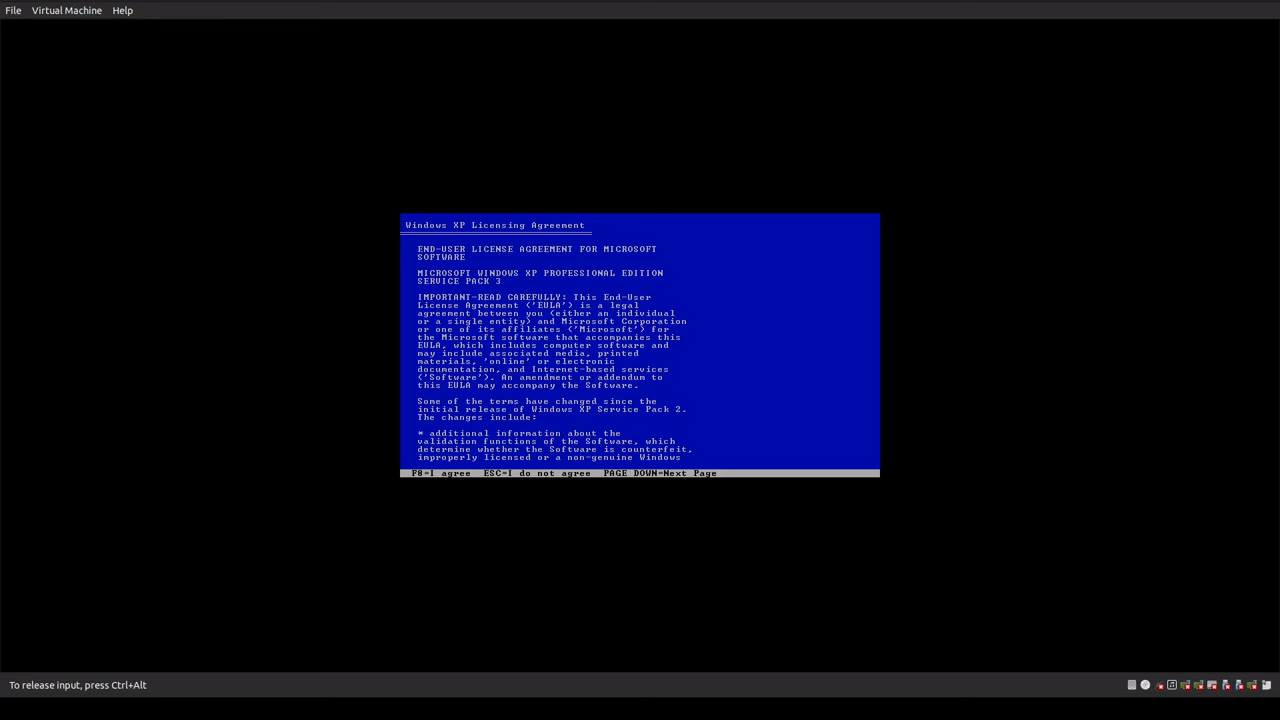 File Virtual Machine Help
Windows XP Licensing Agreement
END-USER LICENSE AGREEMENT FOR MICROSOFT
SOFTWARE
MICROSOFT WINDOWS XP PROFESSIONAL EDITION
SERVICE PACK 3
IMPORTANT-READ CAREFULLY: This End-User
License Agreement ('EULA') is a legal
agreement between you (either an individual
or a single entity) and Microsoft Corporation
or one of its affiliates ('Microsoft') for
the Microsoft software that accompanies this
EULA, which includes computer software and
may include associated media, printed
materials, 'online' or electronic
documentation, and Internet-based services
('Software'). An amendment or addendum to
this EULA may accompany the Software.
Some of the terms have changed since the
initial release of Windows XP Service Pack 2.
The changes include:
* additional information about the
validation functions of the Software, which
determine whether the Software is counterfeit,
improperly licensed or a non-genuine Windows
F8=I agree ESC=I do not agree PAGE DOWN=Next Page
To release input, press Ctrl+Alt